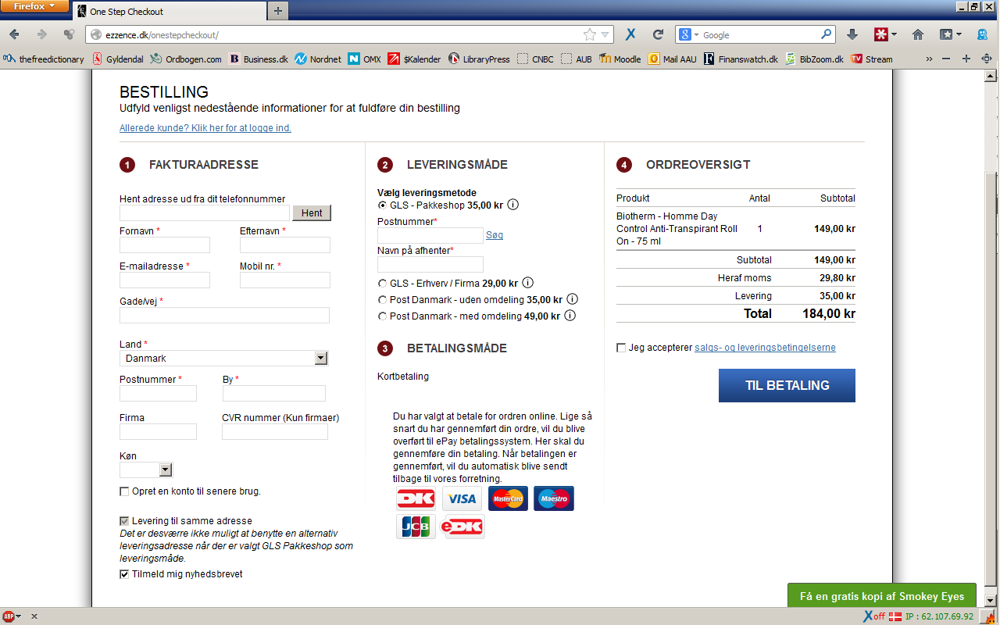 Firefox
One Step Checkout
ezzence.dk/onestepcheckout/
Google
thefreedictionary
Gyldendal
Ordbogen.com
Business.dk
Nordnet
OMX
$Kalender
LibraryPress
CNBC
AUB
Moodle
Mail AAU
Finanswatch.dk
BibZoom.dk
Stream
BESTILLING
Udfyld venligst nedestående informationer for at fuldføre din bestilling
Allerede kunde? Klik her for at logge ind.
1 FAKTURAADRESSE
Hent adresse ud fra dit telefonnummer
Hent
Fornavn * Efternavn *
E-mailadresse * Mobil nr. *
Gade/vej *
Land *
Danmark
Postnummer * By *
Firma CVR nummer (Kun firmaer)
Køn
Opret en konto til senere brug.
Levering til samme adresse
Det er desværre ikke muligt at benytte en alternativ
leveringsadresse når der er valgt GLS Pakkeshop som
leveringsmåde.
Tilmeld mig nyhedsbrevet
2 LEVERINGSMÅDE
Vælg leveringsmetode
GLS - Pakkeshop 35,00 kr
Postnummer*
Søg
Navn på afhenter*
GLS - Erhverv / Firma 29,00 kr
Post Danmark - uden omdeling 35,00 kr
Post Danmark - med omdeling 49,00 kr
3 BETALINGSMÅDE
Kortbetaling
Du har valgt at betale for ordren online. Lige så
snart du har gennemført din ordre, vil du blive
overført til ePay betalingssystem. Her skal du
gennemføre din betaling. Når betalingen er
gennemført, vil du automatisk blive sendt
tilbage til vores forretning.
DK VISA MasterCard Maestro
JCB eDK
4 ORDREOVERSIGT
Produkt Antal Subtotal
Biotherm - Homme Day
Control Anti-Transpirant Roll 1 149,00 kr
On - 75 ml
Subtotal 149,00 kr
Heraf moms 29,80 kr
Levering 35,00 kr
Total 184,00 kr
Jeg accepterer salgs- og leveringsbetingelserne
TIL BETALING
Få en gratis kopi af Smokey Eyes
ABP
off IP : 62.107.69.92